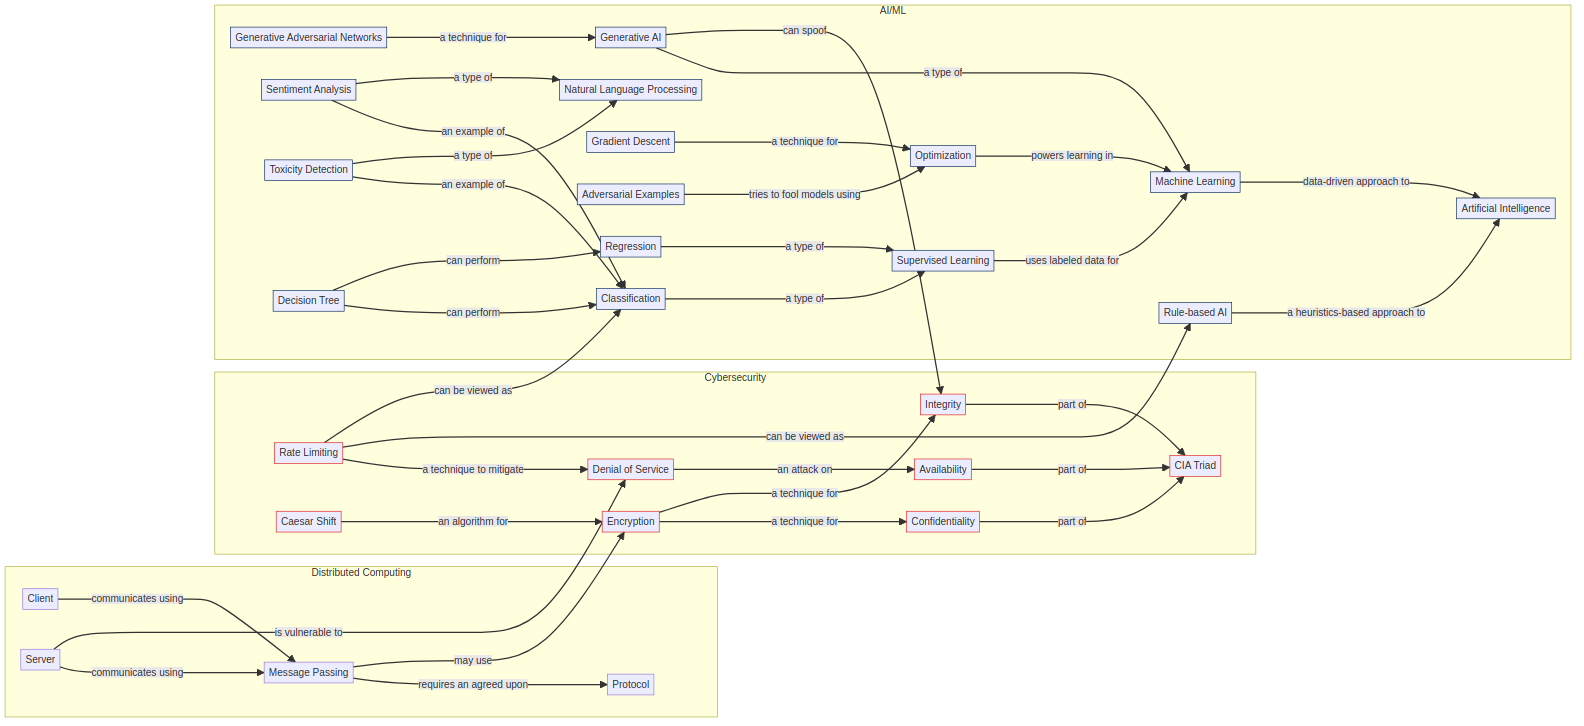 AI/ML
Generative Adversarial Networks
a technique for
Generative AI
can spoof
a type of
Sentiment Analysis
a type of
Natural Language Processing
an example of
Gradient Descent
a technique for
Optimization
powers learning in
Toxicity Detection
a type of
an example of
Adversarial Examples
tries to fool models using
Machine Learning
data-driven approach to
Artificial Intelligence
Regression
a type of
Supervised Learning
uses labeled data for
Decision Tree
can perform
can perform
Classification
a type of
Rule-based AI
a heuristics-based approach to
Cybersecurity
can be viewed as
Integrity
part of
can be viewed as
Rate Limiting
a technique to mitigate
Denial of Service
an attack on
Availability
part of
CIA Triad
a technique for
Caesar Shift
an algorithm for
Encryption
a technique for
Confidentiality
part of
Distributed Computing
Client
communicates using
is vulnerable to
Server
communicates using
Message Passing
may use
requires an agreed upon
Protocol